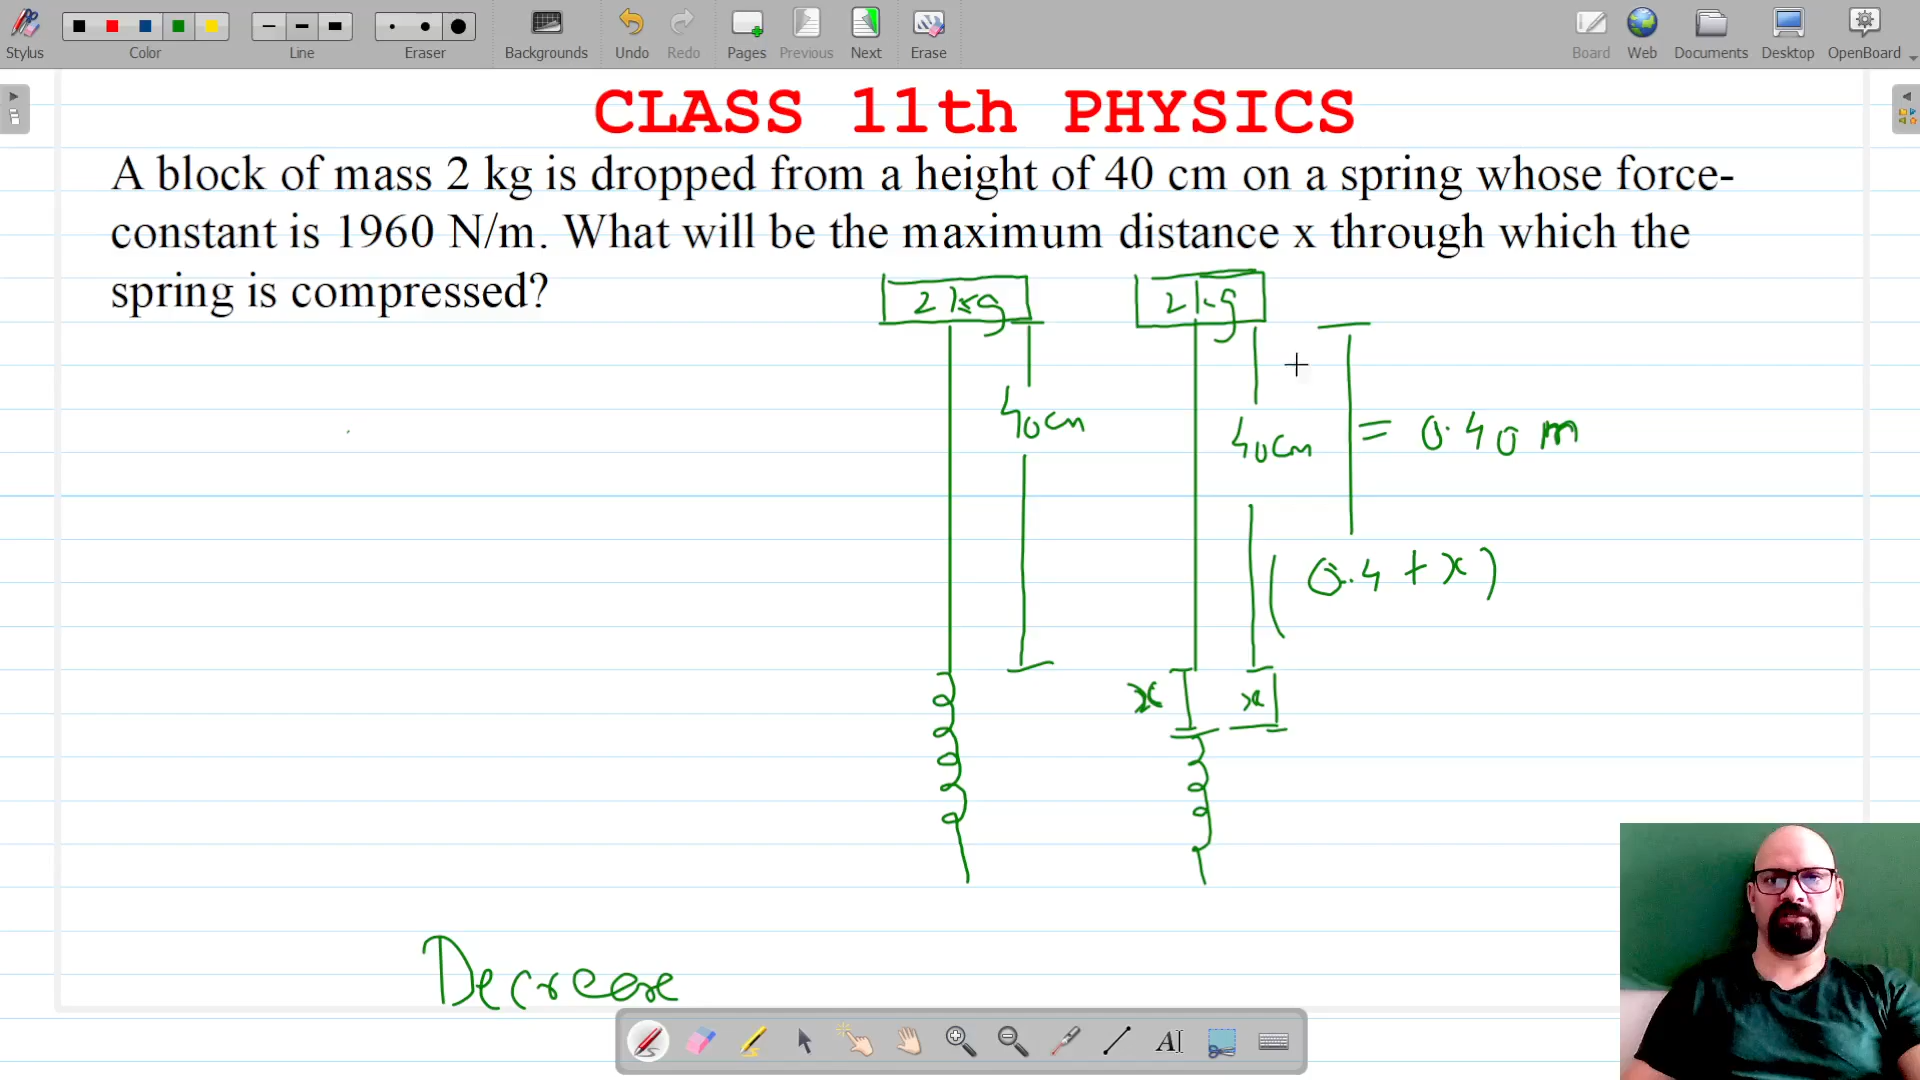 Stylus Color Line Eraser Backgrounds Undo Redo Pages Previous Next Erase Board Web Documents Desktop OpenBoard
CLASS 11th PHYSICS
A block of mass 2 kg is dropped from a height of 40 cm on a spring whose force-
constant is 1960 N/m. What will be the maximum distance x through which the
spring is compressed?
2 kg 2 kg
40cm 40cm = 0.40 m
(0.4 + x)
x x
Decrease